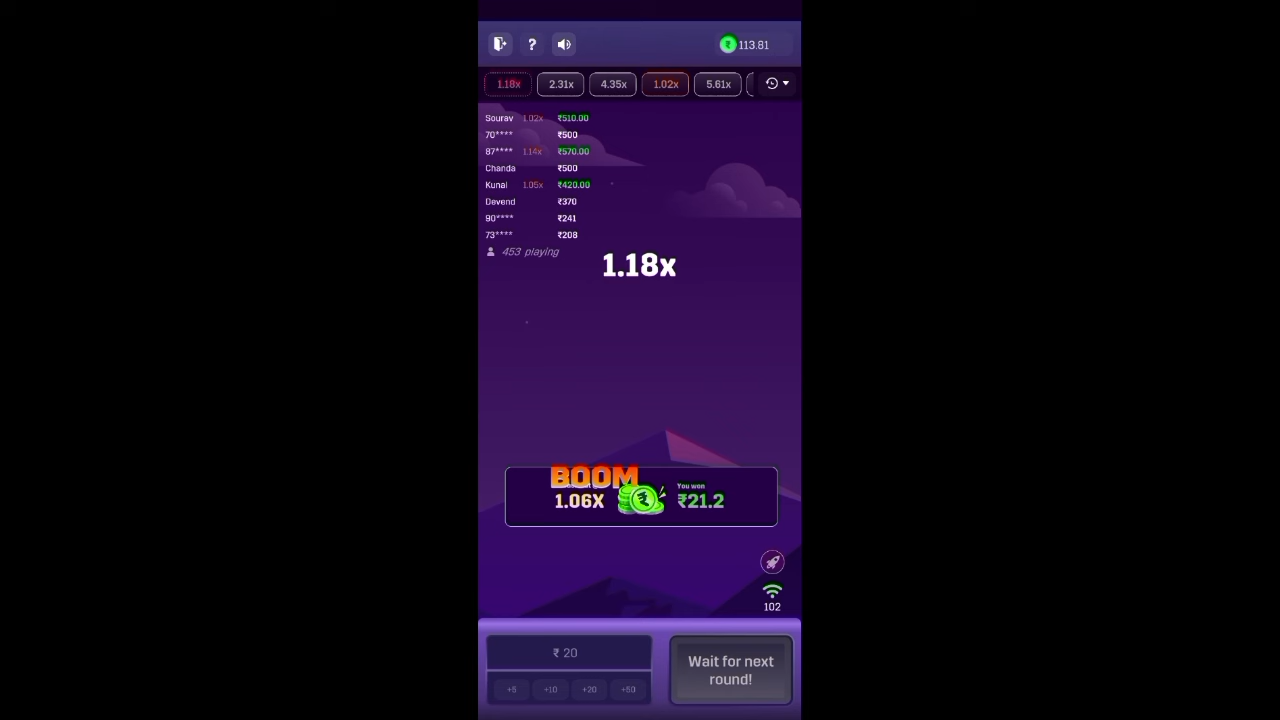 ? 113.81
1.18x 2.31x 4.35x 1.02x 5.61x
Sourav 1.02x ₹510.00
70**** ₹500
87**** 1.14x ₹570.00
Chanda ₹500
Kunal 1.05x ₹420.00
Devend ₹370
90**** ₹241
73**** ₹208
453 playing
1.18x
BOOM
You won
1.06X ₹21.2
102
₹ 20
+5 +10 +20 +50
Wait for next
round!